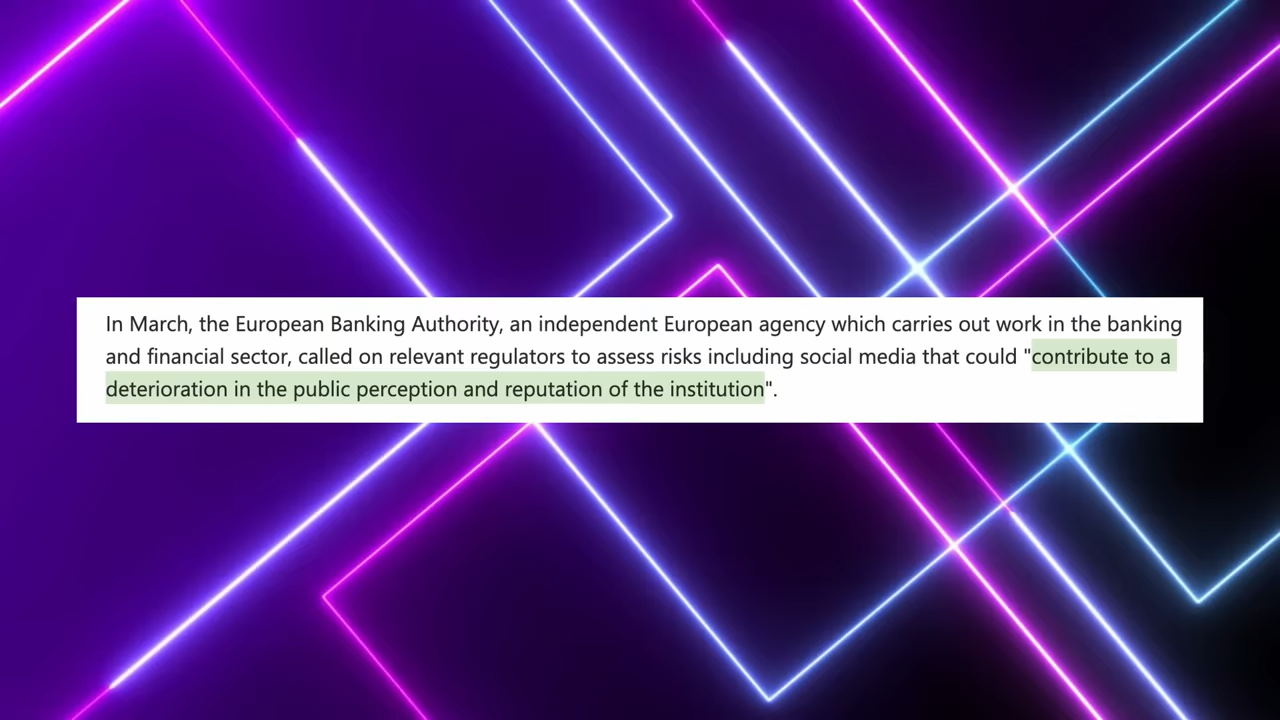 In March, the European Banking Authority, an independent European agency which carries out work in the banking
and financial sector, called on relevant regulators to assess risks including social media that could "contribute to a
deterioration in the public perception and reputation of the institution".